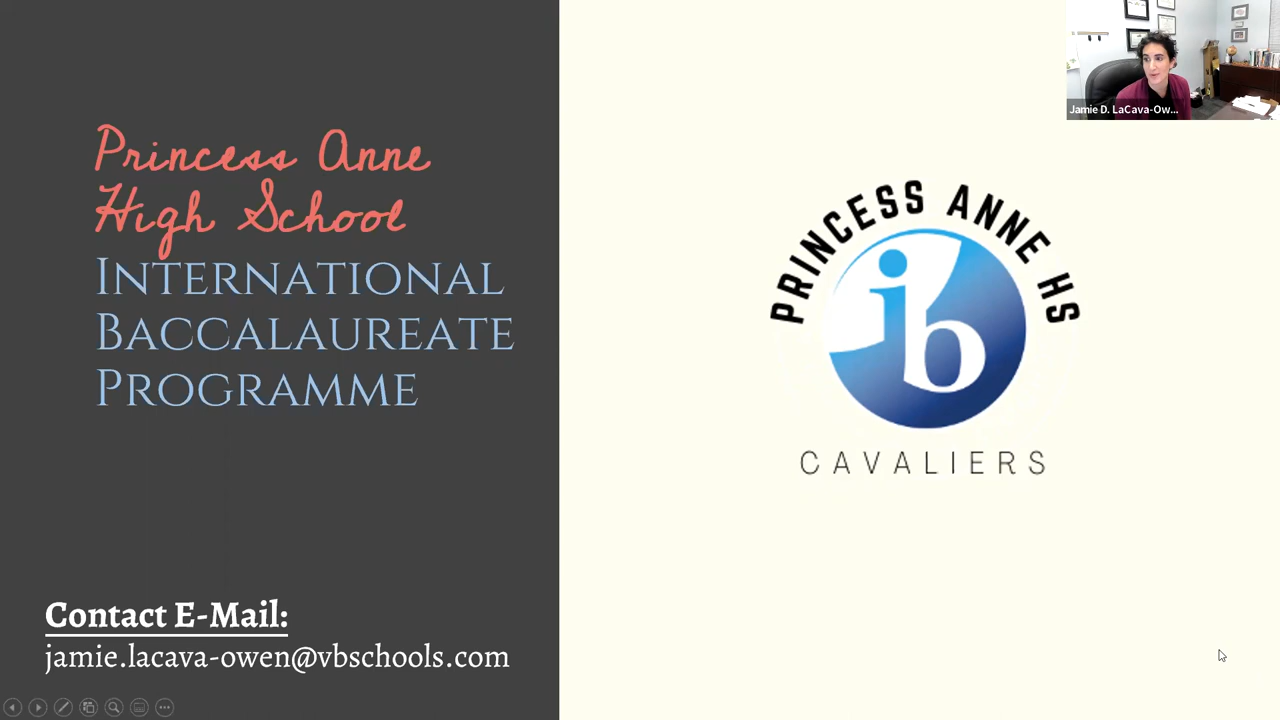 Princess Anne
High School
International
Baccalaureate
Programme
Contact E-Mail:
jamie.lacava-owen@vbschools.com
PRINCESS ANNE HS
ib
CAVALIERS
Jamie D. LaCava-Ow...